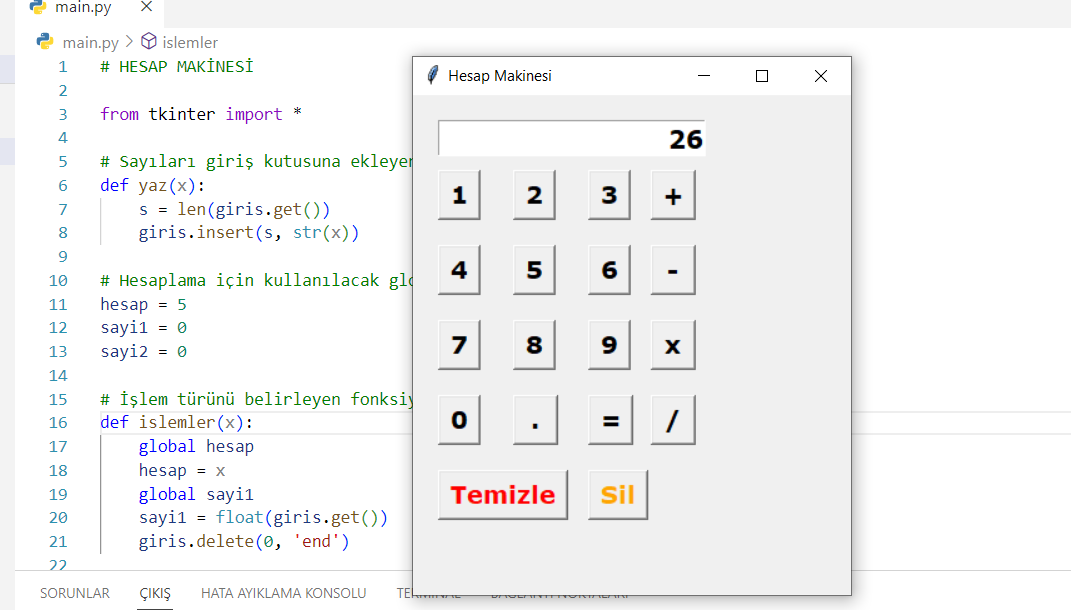 main.py
main.py > islemler
1 # HESAP MAKİNESİ
2
3 from tkinter import *
4
5 # Sayıları giriş kutusuna ekleyen
6 def yaz(x):
7 s = len(giris.get())
8 giris.insert(s, str(x))
9
10 # Hesaplama için kullanılacak glo
11 hesap = 5
12 sayi1 = 0
13 sayi2 = 0
14
15 # İşlem türünü belirleyen fonksiy
16 def islemler(x):
17 global hesap
18 hesap = x
19 global sayi1
20 sayi1 = float(giris.get())
21 giris.delete(0, 'end')
22
SORUNLAR ÇIKIŞ HATA AYIKLAMA KONSOLU TERMINAL BAĞLANTI NOKTALARI
Hesap Makinesi
26
1 2 3 +
4 5 6 -
7 8 9 x
0 . = /
Temizle Sil